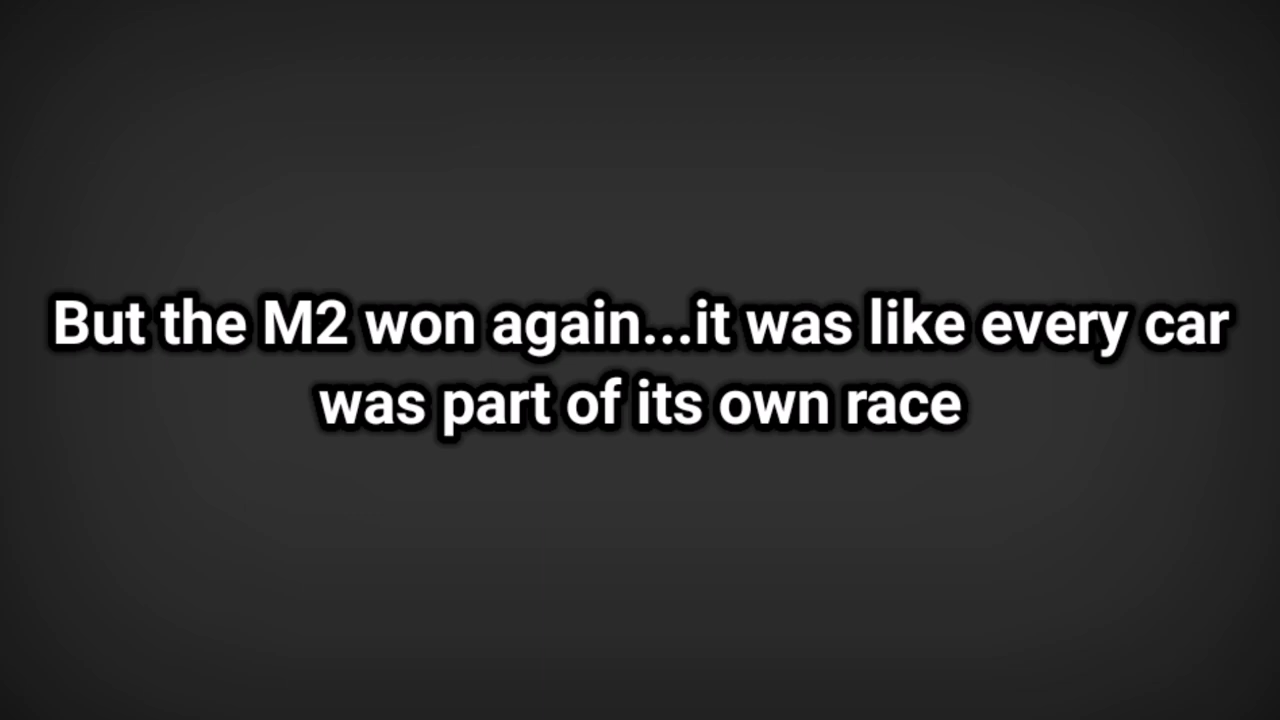 But the M2 won again...it was like every car
was part of its own race